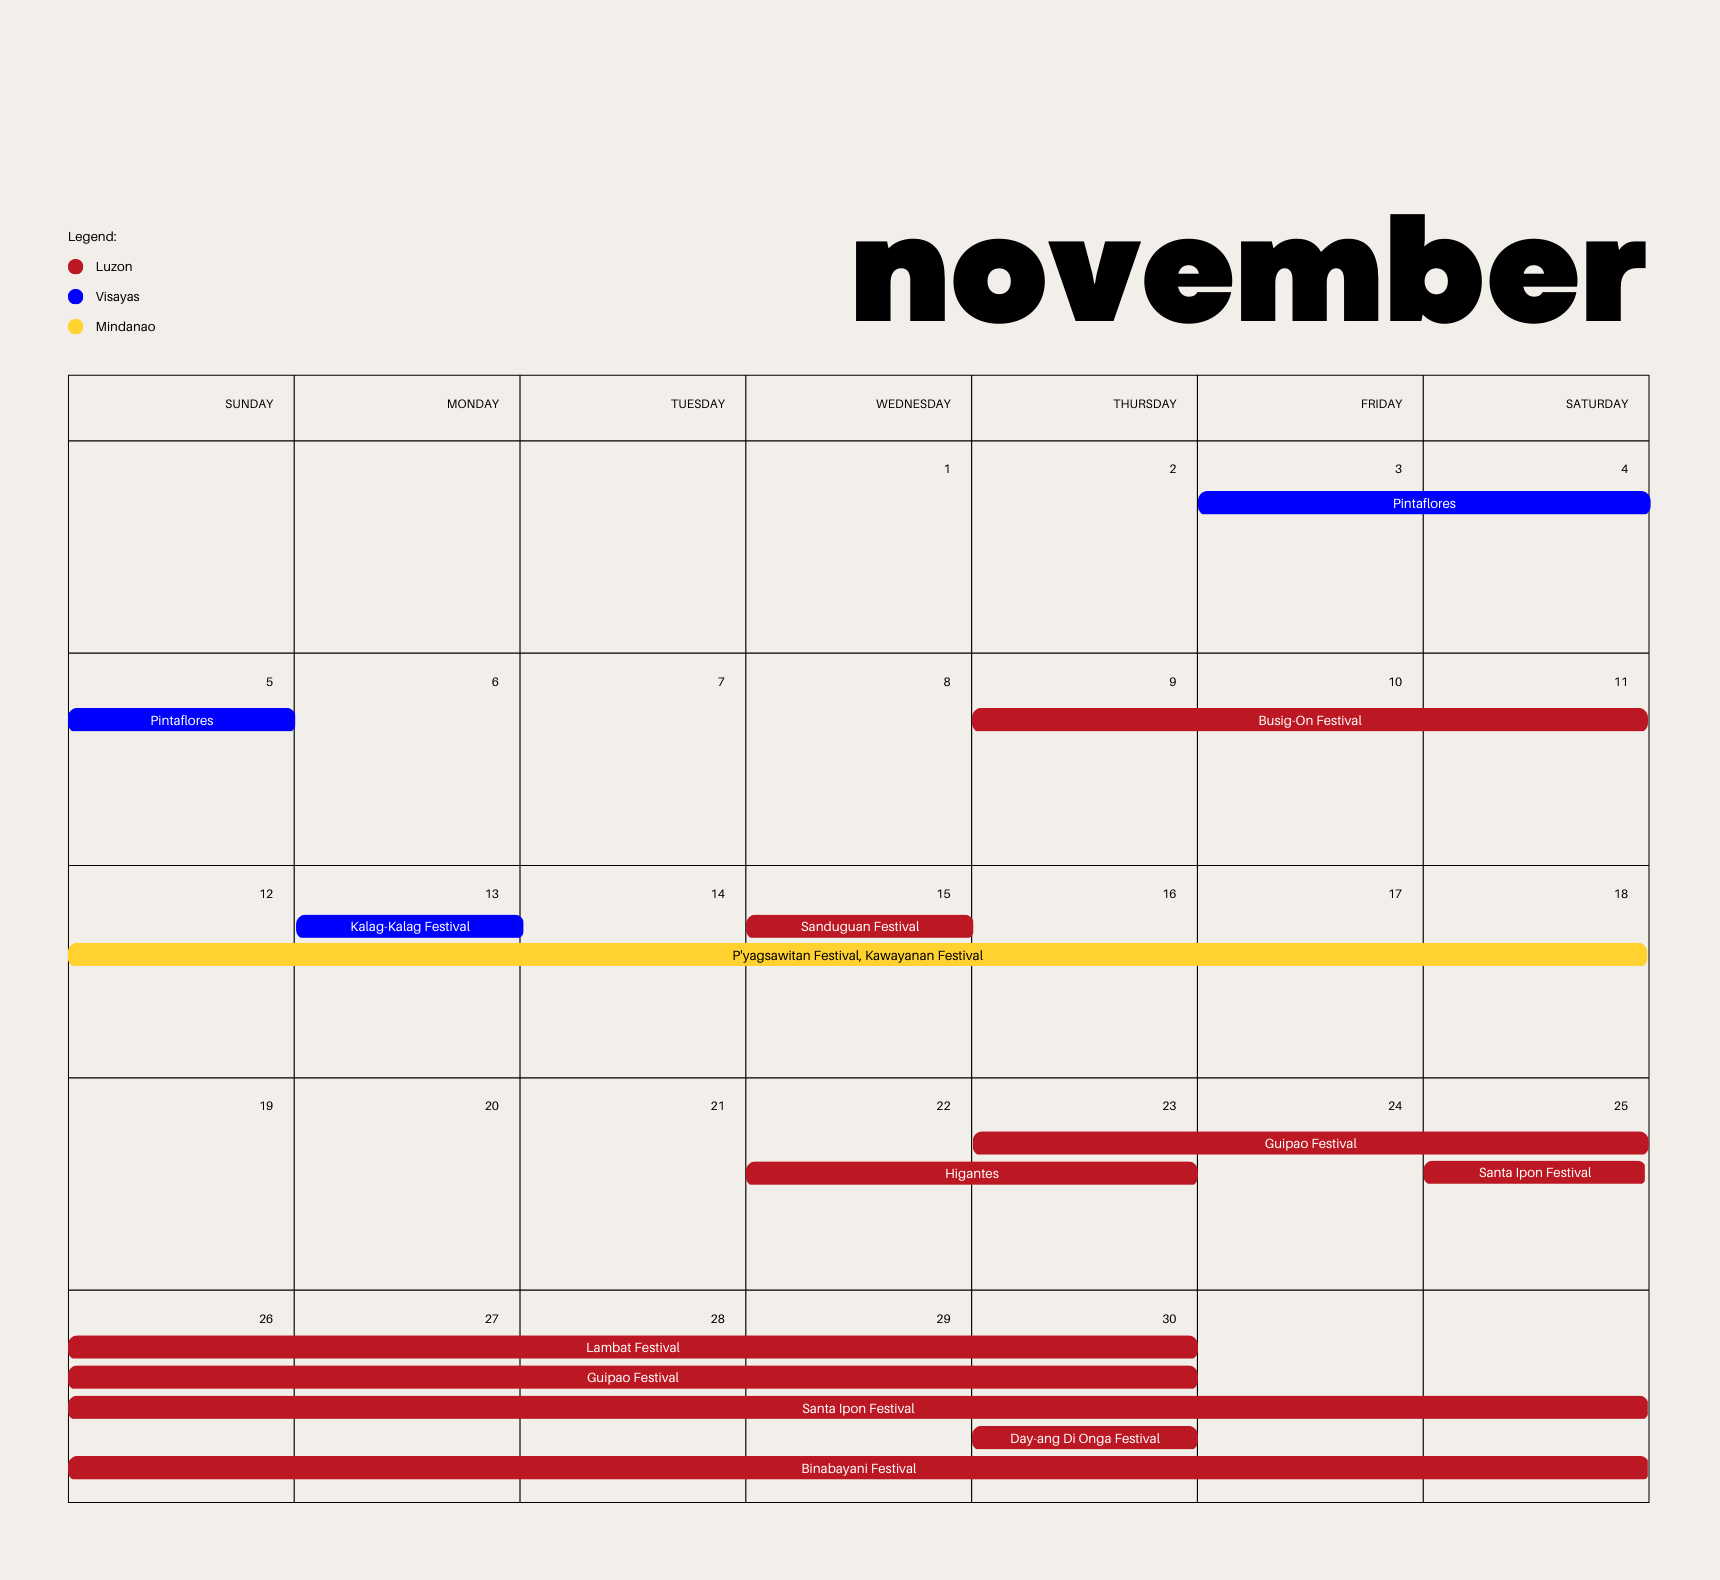 november
Legend:
Luzon
Visayas
Mindanao
SUNDAY MONDAY TUESDAY WEDNESDAY THURSDAY FRIDAY SATURDAY
1 2 3 4
Pintaflores
5 6 7 8 9 10 11
Pintaflores Busig-On Festival
12 13 14 15 16 17 18
Kalag-Kalag Festival Sanduguan Festival
P'yagsawitan Festival, Kawayanan Festival
19 20 21 22 23 24 25
Guipao Festival
Higantes Santa Ipon Festival
26 27 28 29 30
Lambat Festival
Guipao Festival
Santa Ipon Festival
Day-ang Di Onga Festival
Binabayani Festival